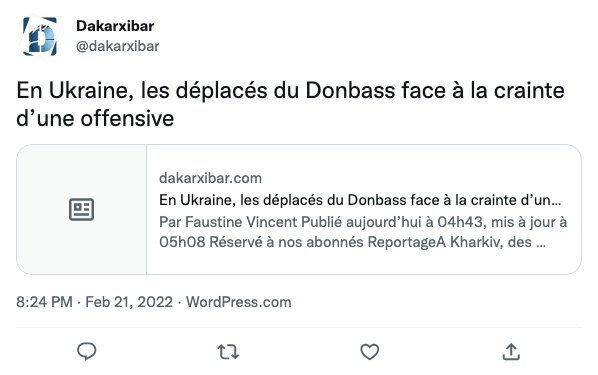 Dakarxibar
@dakarxibar
En Ukraine, les déplacés du Donbass face à la crainte
d’une offensive
dakarxibar.com
En Ukraine, les déplacés du Donbass face à la crainte d’un...
Par Faustine Vincent Publié aujourd’hui à 04h43, mis à jour à
05h08 Réservé à nos abonnés ReportageA Kharkiv, des ...
8:24 PM · Feb 21, 2022 · WordPress.com